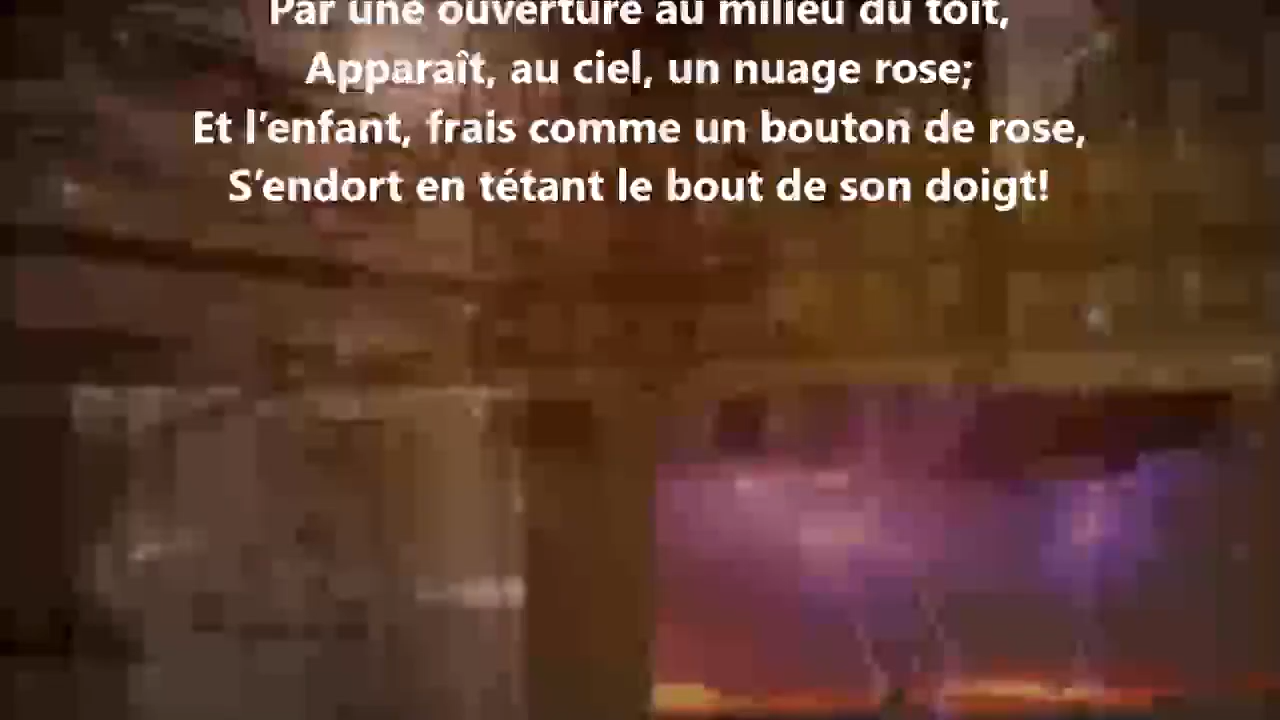 Par une ouverture au milieu du toit,
Apparaît, au ciel, un nuage rose;
Et l’enfant, frais comme un bouton de rose,
S’endort en tétant le bout de son doigt!